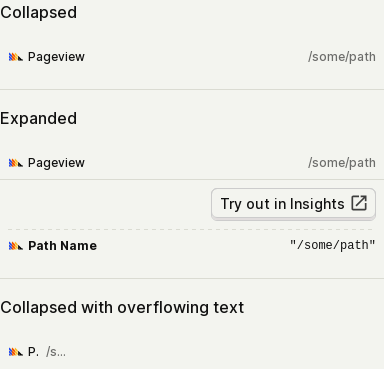 Collapsed
Pageview /some/path
Expanded
Pageview /some/path
Try out in Insights
Path Name "/some/path"
Collapsed with overflowing text
P. /s...